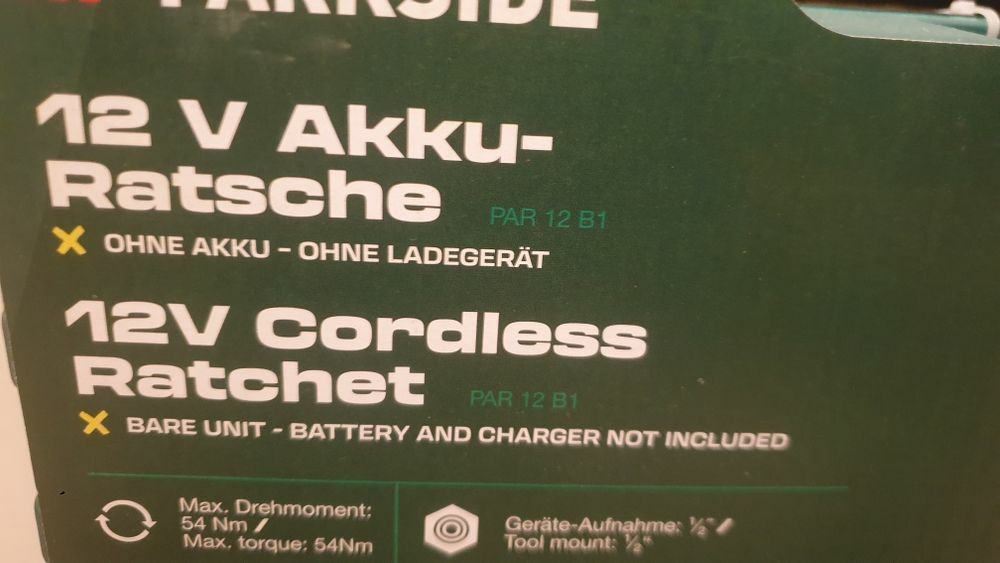 PARKSIDE
12 V Akku-
Ratsche PAR 12 B1
OHNE AKKU – OHNE LADEGERÄT
12V Cordless
Ratchet PAR 12 B1
BARE UNIT - BATTERY AND CHARGER NOT INCLUDED
Max. Drehmoment:
54 Nm /
Max. torque: 54Nm
Geräte-Aufnahme: ½" /
Tool mount: ½"